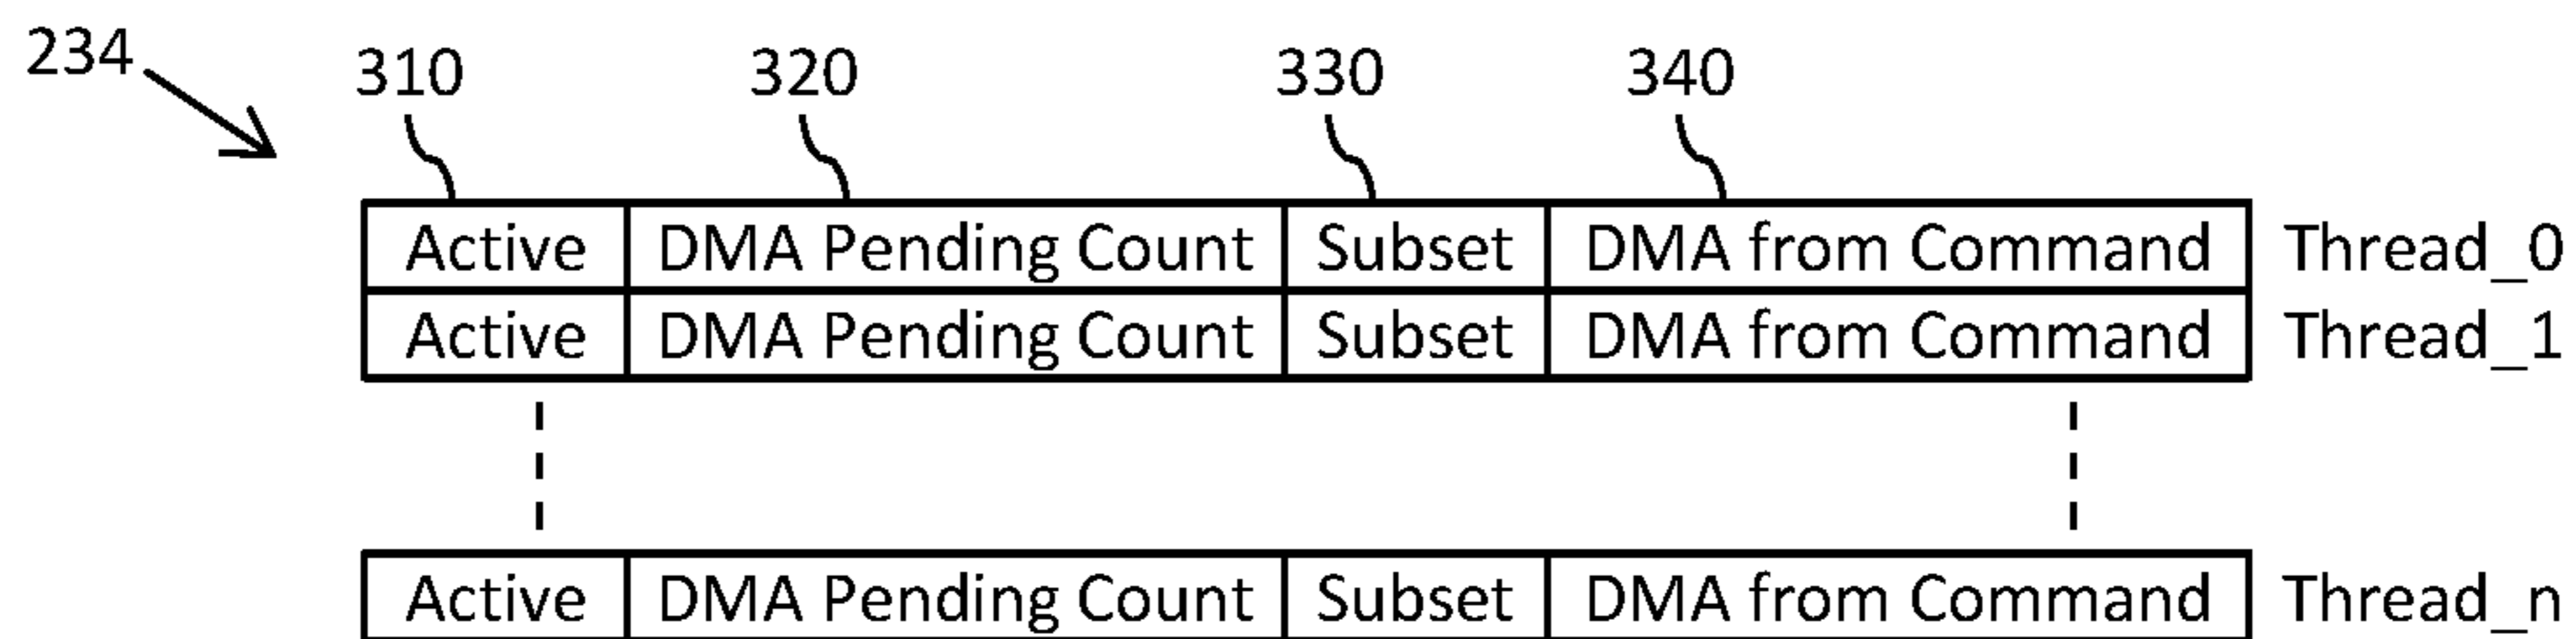 234 310 320 330 340
Active DMA Pending Count Subset DMA from Command Thread_0
Active DMA Pending Count Subset DMA from Command Thread_1
Active DMA Pending Count Subset DMA from Command Thread_n